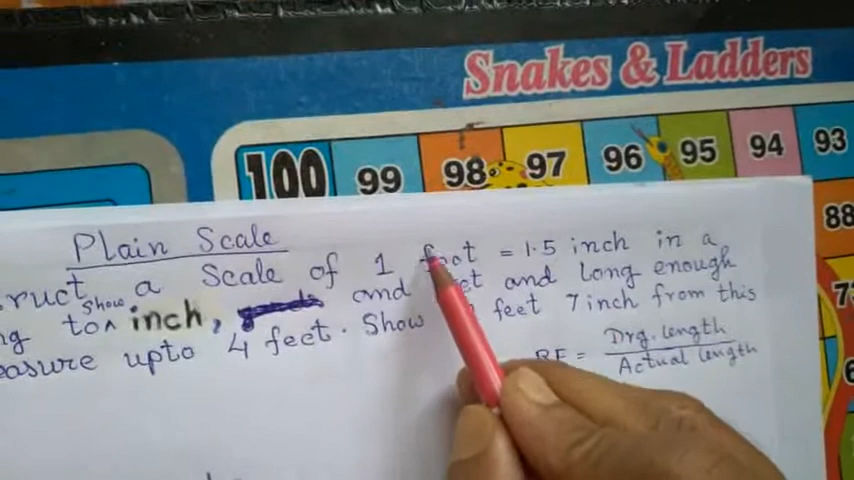 Snakes & Ladders
100 99 98 97 96 95 94 93
88
Plain Scale
ruct a Scale of 1 foot = 1.5 inch in a
g to show inch, and feet and Long enough
easure upto 4 feet. Show feet 7 inch from this
RF = Drg. length
Actual length